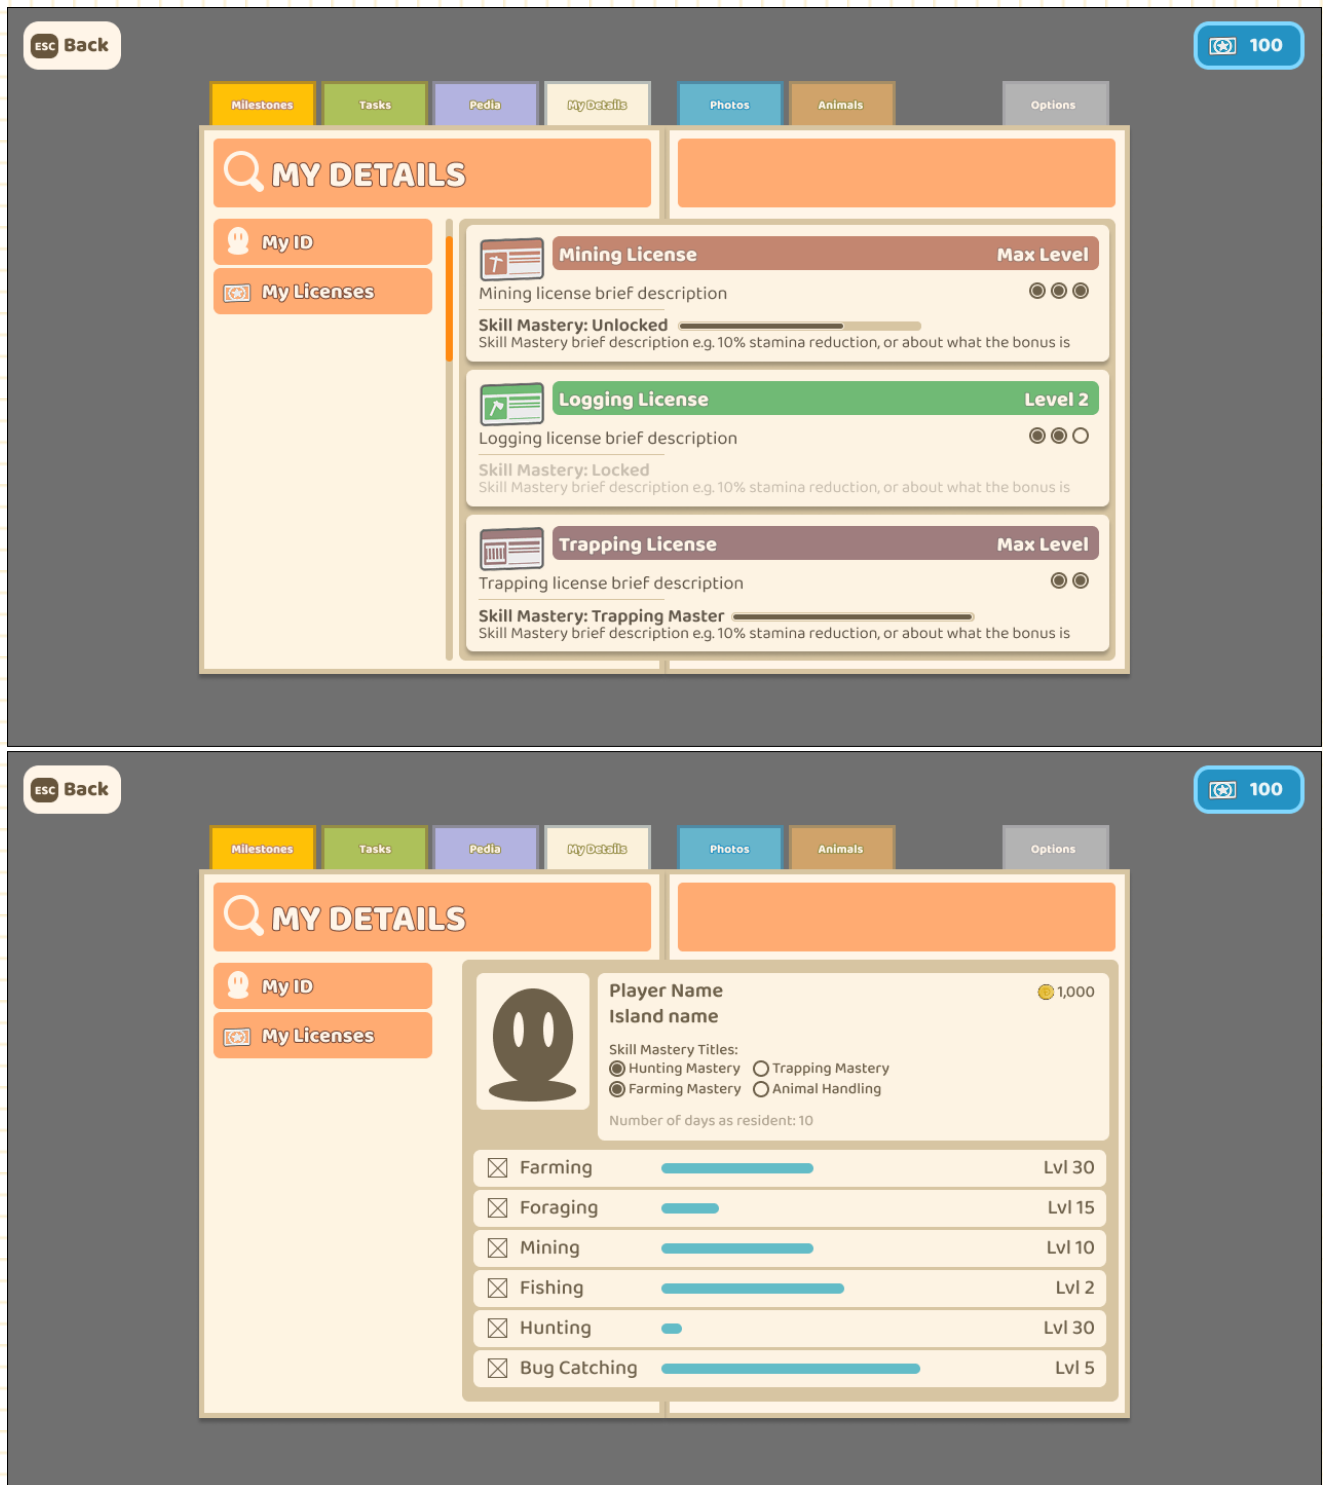 ESC Back
100
Milestones Tasks Pedia My Details Photos Animals Options
MY DETAILS
My ID
My Licenses
Mining License Max Level
Mining license brief description
Skill Mastery: Unlocked
Skill Mastery brief description e.g. 10% stamina reduction, or about what the bonus is
Logging License Level 2
Logging license brief description
Skill Mastery: Locked
Skill Mastery brief description e.g. 10% stamina reduction, or about what the bonus is
Trapping License Max Level
Trapping license brief description
Skill Mastery: Trapping Master
Skill Mastery brief description e.g. 10% stamina reduction, or about what the bonus is
ESC Back
100
Milestones Tasks Pedia My Details Photos Animals Options
MY DETAILS
My ID
My Licenses
Player Name 1,000
Island name
Skill Mastery Titles:
Hunting Mastery Trapping Mastery
Farming Mastery Animal Handling
Number of days as resident: 10
Farming Lvl 30
Foraging Lvl 15
Mining Lvl 10
Fishing Lvl 2
Hunting Lvl 30
Bug Catching Lvl 5